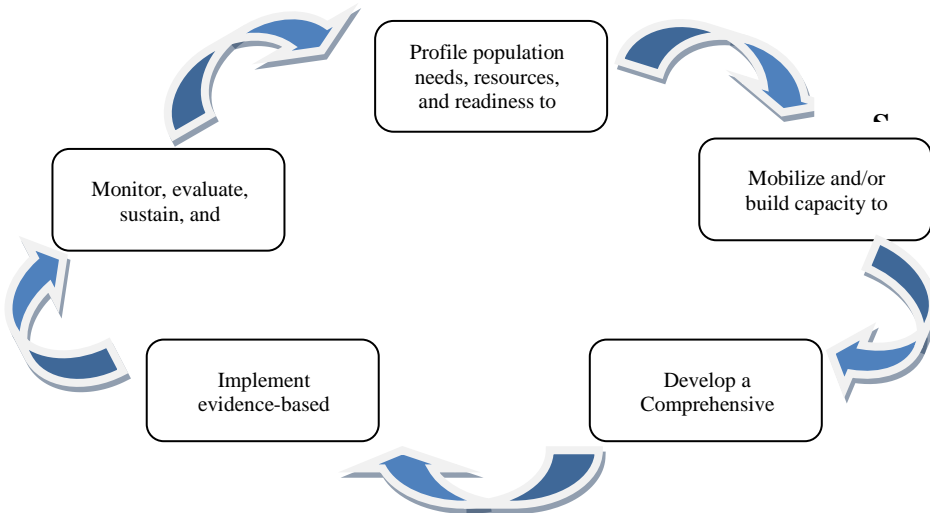 Profile population
needs, resources,
and readiness to
Mobilize and/or
build capacity to
Develop a
Comprehensive
Implement
evidence-based
Monitor, evaluate,
sustain, and